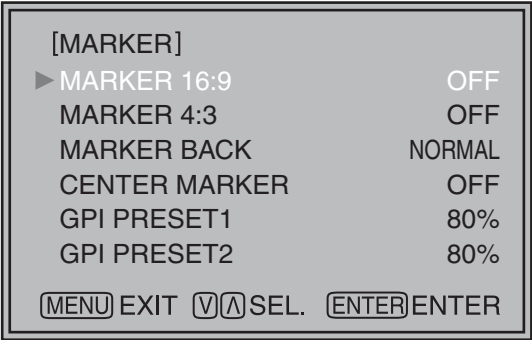 [MARKER]
▶ MARKER 16:9 OFF
MARKER 4:3 OFF
MARKER BACK NORMAL
CENTER MARKER OFF
GPI PRESET1 80%
GPI PRESET2 80%
MENU EXIT V Λ SEL. ENTER ENTER